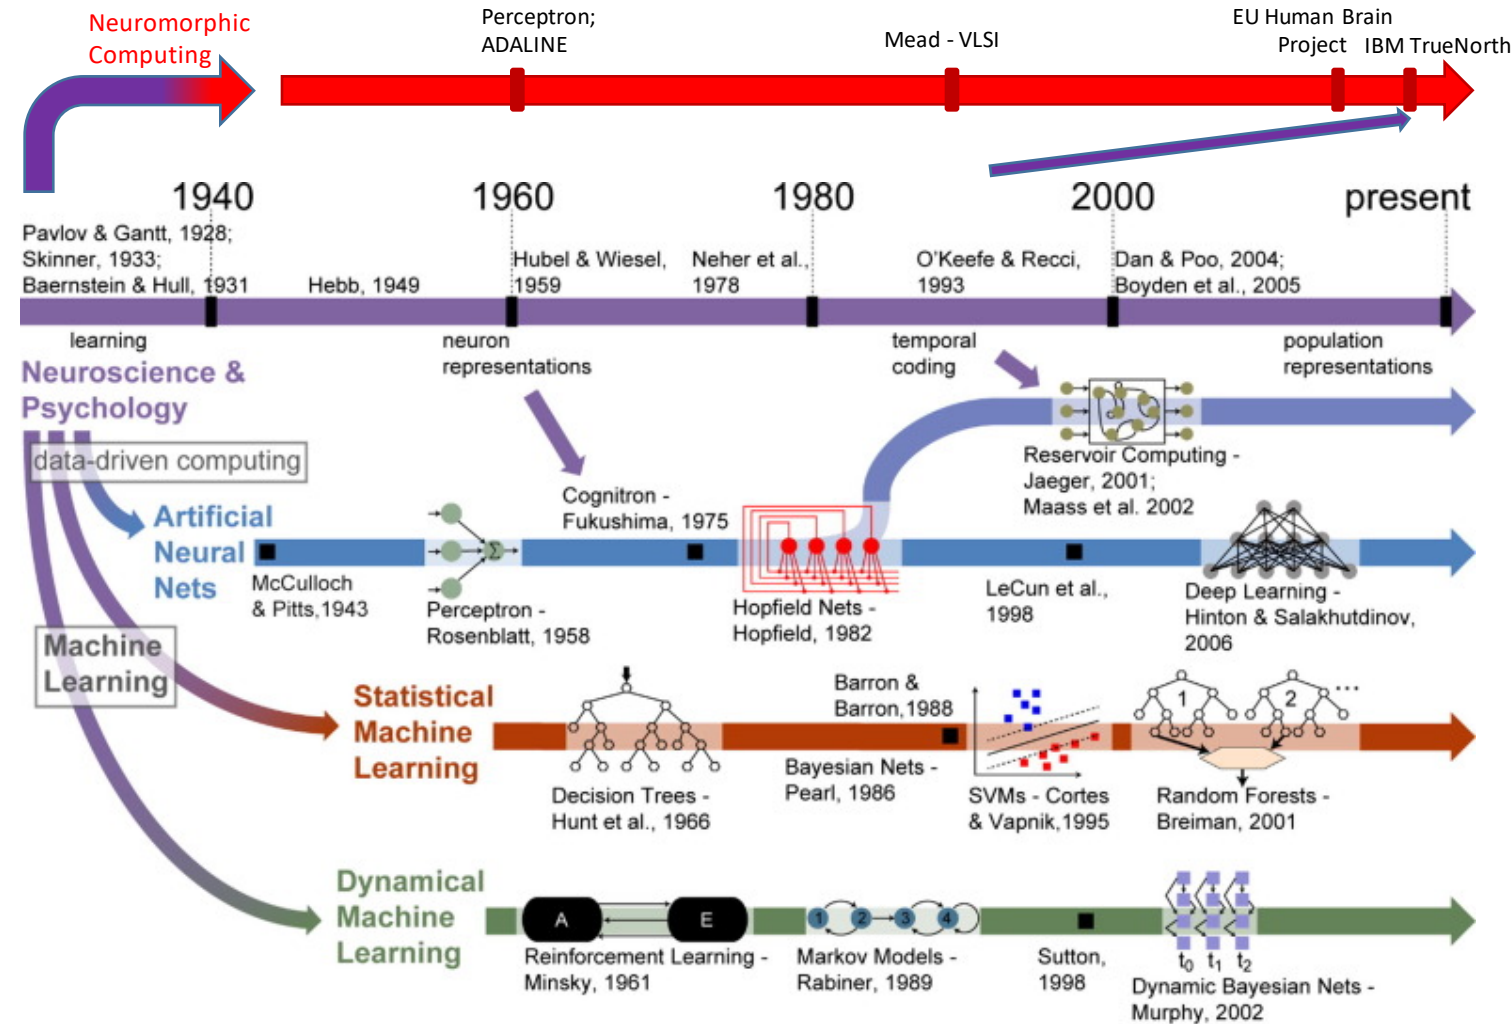 Neuromorphic
Computing
Perceptron;
ADALINE
Mead - VLSI
EU Human Brain
Project
IBM TrueNorth
1940
1960
1980
2000
present
Pavlov & Gantt, 1928;
Skinner, 1933;
Baernstein & Hull, 1931
Hebb, 1949
Hubel & Wiesel,
1959
Neher et al.,
1978
O'Keefe & Recci,
1993
Dan & Poo, 2004;
Boyden et al., 2005
learning
neuron
representations
temporal
coding
population
representations
Neuroscience &
Psychology
data-driven computing
Artificial
Neural
Nets
McCulloch
& Pitts,1943
Σ
Perceptron -
Rosenblatt, 1958
Cognitron -
Fukushima, 1975
Hopfield Nets -
Hopfield, 1982
Reservoir Computing -
Jaeger, 2001;
Maass et al. 2002
LeCun et al.,
1998
Deep Learning -
Hinton & Salakhutdinov,
2006
Machine
Learning
Statistical
Machine
Learning
Decision Trees -
Hunt et al., 1966
Barron &
Barron,1988
Bayesian Nets -
Pearl, 1986
SVMs - Cortes
& Vapnik,1995
1
2
...
Random Forests -
Breiman, 2001
Dynamical
Machine
Learning
A
E
Reinforcement Learning -
Minsky, 1961
1
2
3
4
Markov Models -
Rabiner, 1989
Sutton,
1998
t0 t1 t2
Dynamic Bayesian Nets -
Murphy, 2002